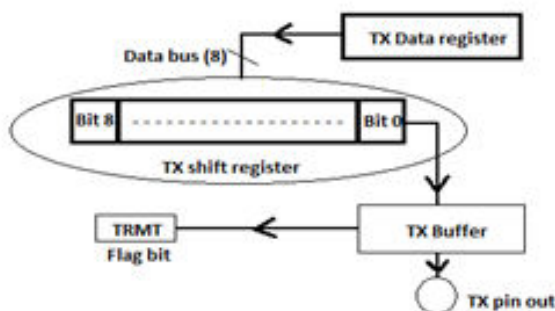 TX Data register
Data bus (8)
Bit 8
Bit 0
TX shift register
TRMT
Flag bit
TX Buffer
TX pin out